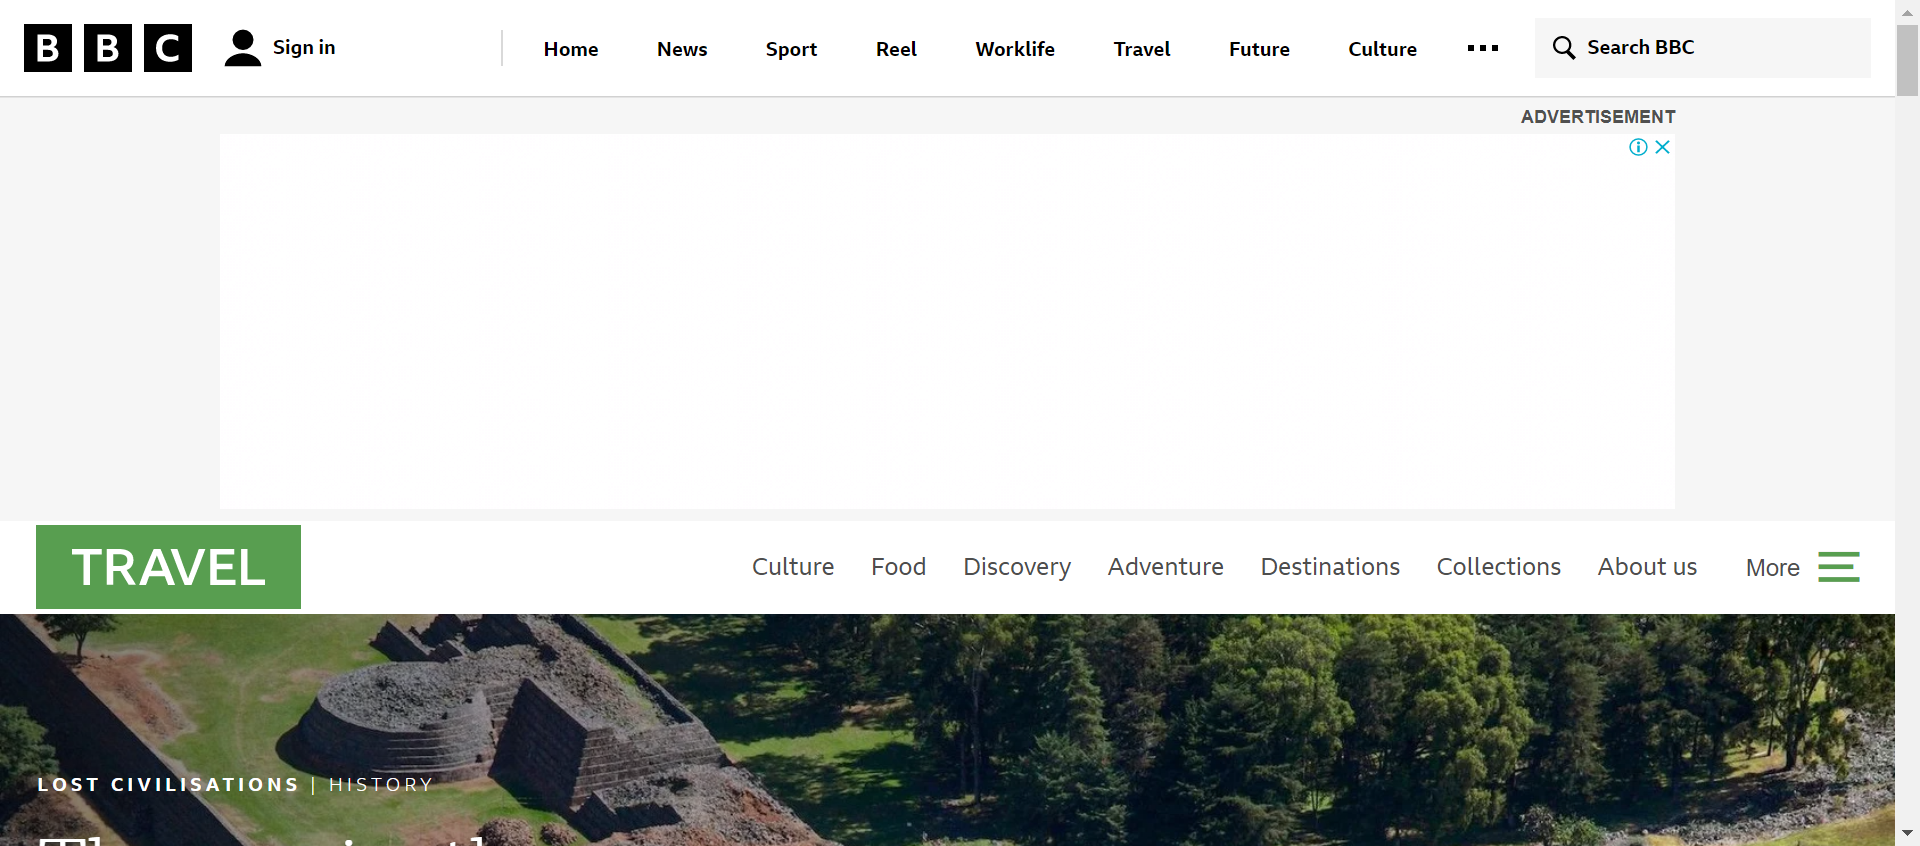 BBC Sign in Home News Sport Reel Worklife Travel Future Culture Search BBC
ADVERTISEMENT
TRAVEL Culture Food Discovery Adventure Destinations Collections About us More
LOST CIVILISATIONS | HISTORY